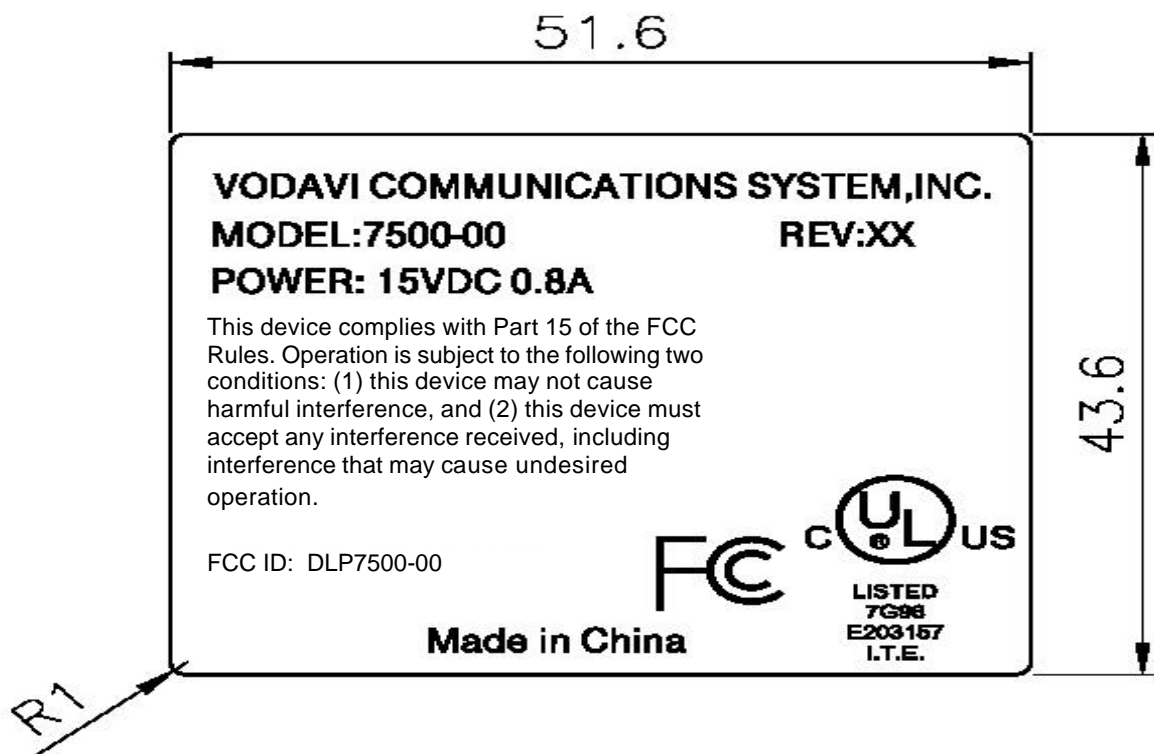 51.6
VODAVI COMMUNICATIONS SYSTEM,INC.
MODEL:7500-00 REV:XX
POWER: 15VDC 0.8A
This device complies with Part 15 of the FCC
Rules. Operation is subject to the following two
conditions: (1) this device may not cause
harmful interference, and (2) this device must
accept any interference received, including
interference that may cause undesired
operation.
43.6
FCC ID: DLP7500-00
FCC
C UL ® US
LISTED
7G98
E203157
I.T.E.
Made in China
R1